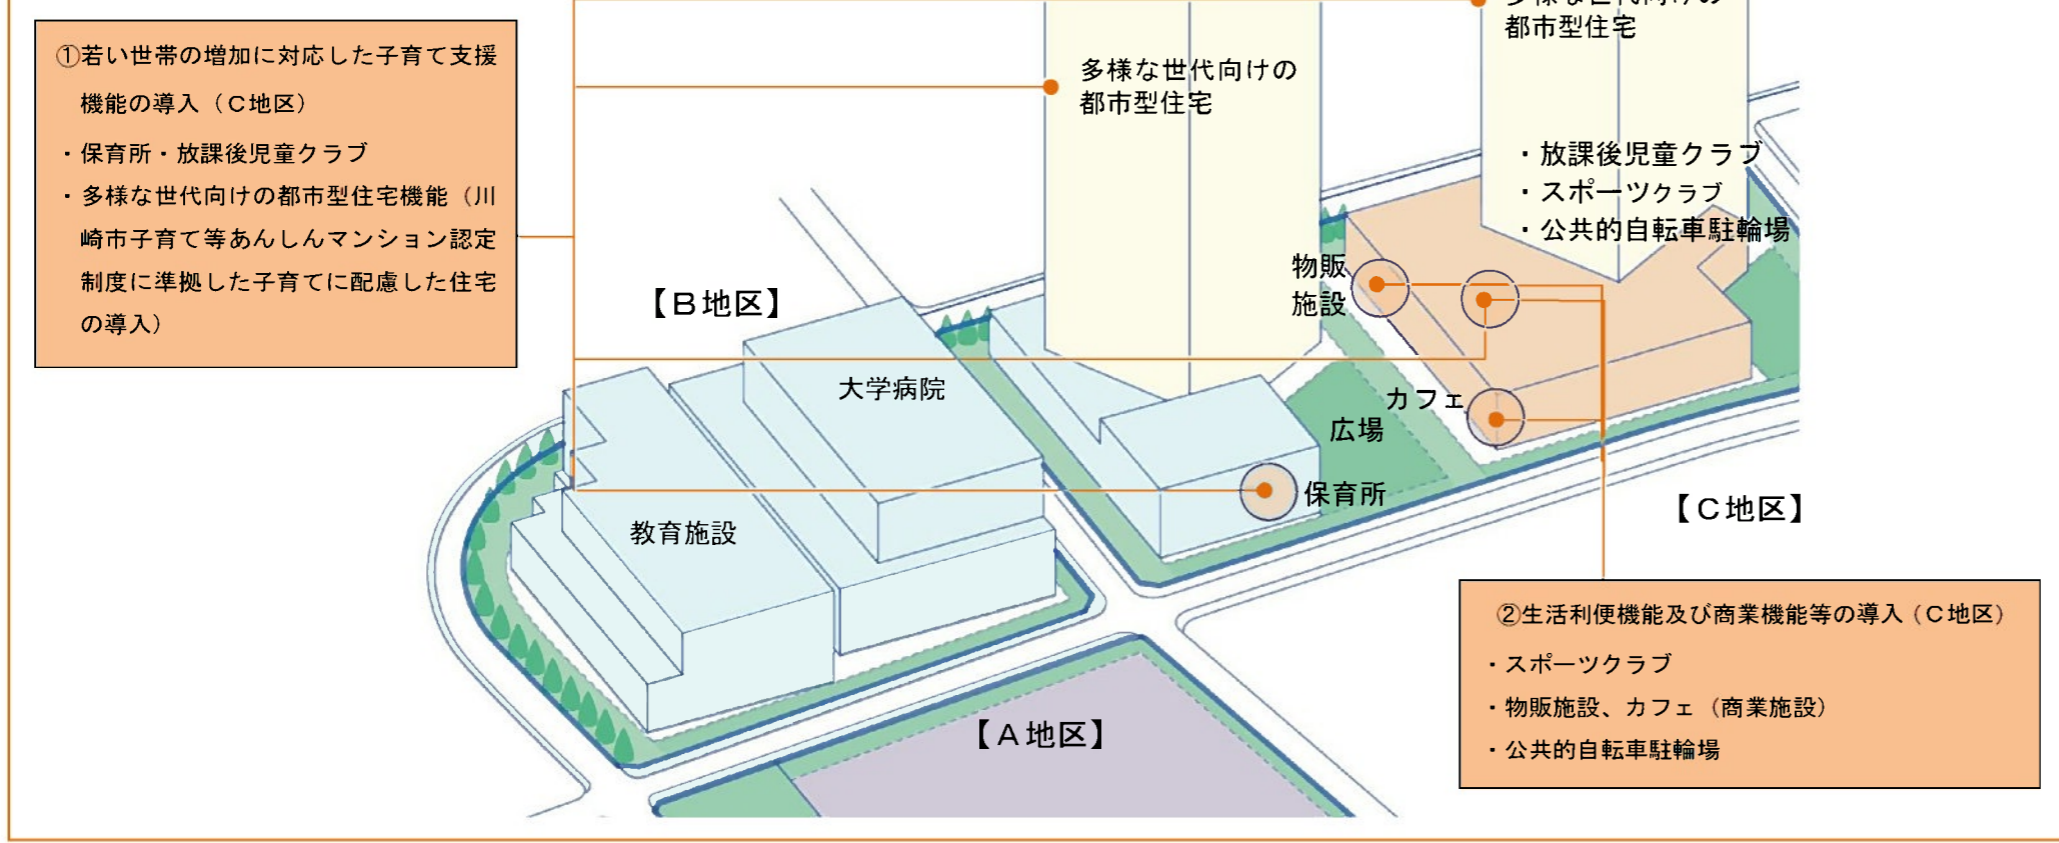 ①若い世帯の増加に対応した子育て支援
機能の導入（Ｃ地区）
・保育所・放課後児童クラブ
・多様な世代向けの都市型住宅機能（川
崎市子育て等あんしんマンション認定
制度に準拠した子育てに配慮した住宅
の導入）
多様な世代向けの
都市型住宅
多様な世代向けの
都市型住宅
・放課後児童クラブ
・スポーツクラブ
・公共的自転車駐輪場
物販
施設
【Ｂ地区】
大学病院
カフェ
広場
保育所
教育施設
【Ｃ地区】
【Ａ地区】
②生活利便機能及び商業機能等の導入（Ｃ地区）
・スポーツクラブ
・物販施設、カフェ（商業施設）
・公共的自転車駐輪場